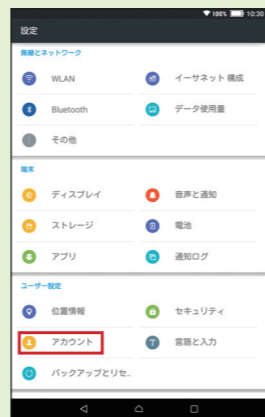 100% 10:30
設定
無線とネットワーク
WLAN イーサネット 構成
Bluetooth データ使用量
その他
端末
ディスプレイ 音声と通知
ストレージ 電池
アプリ 通知ログ
ユーザー設定
位置情報 セキュリティ
アカウント 言語と入力
バックアップとリセ..